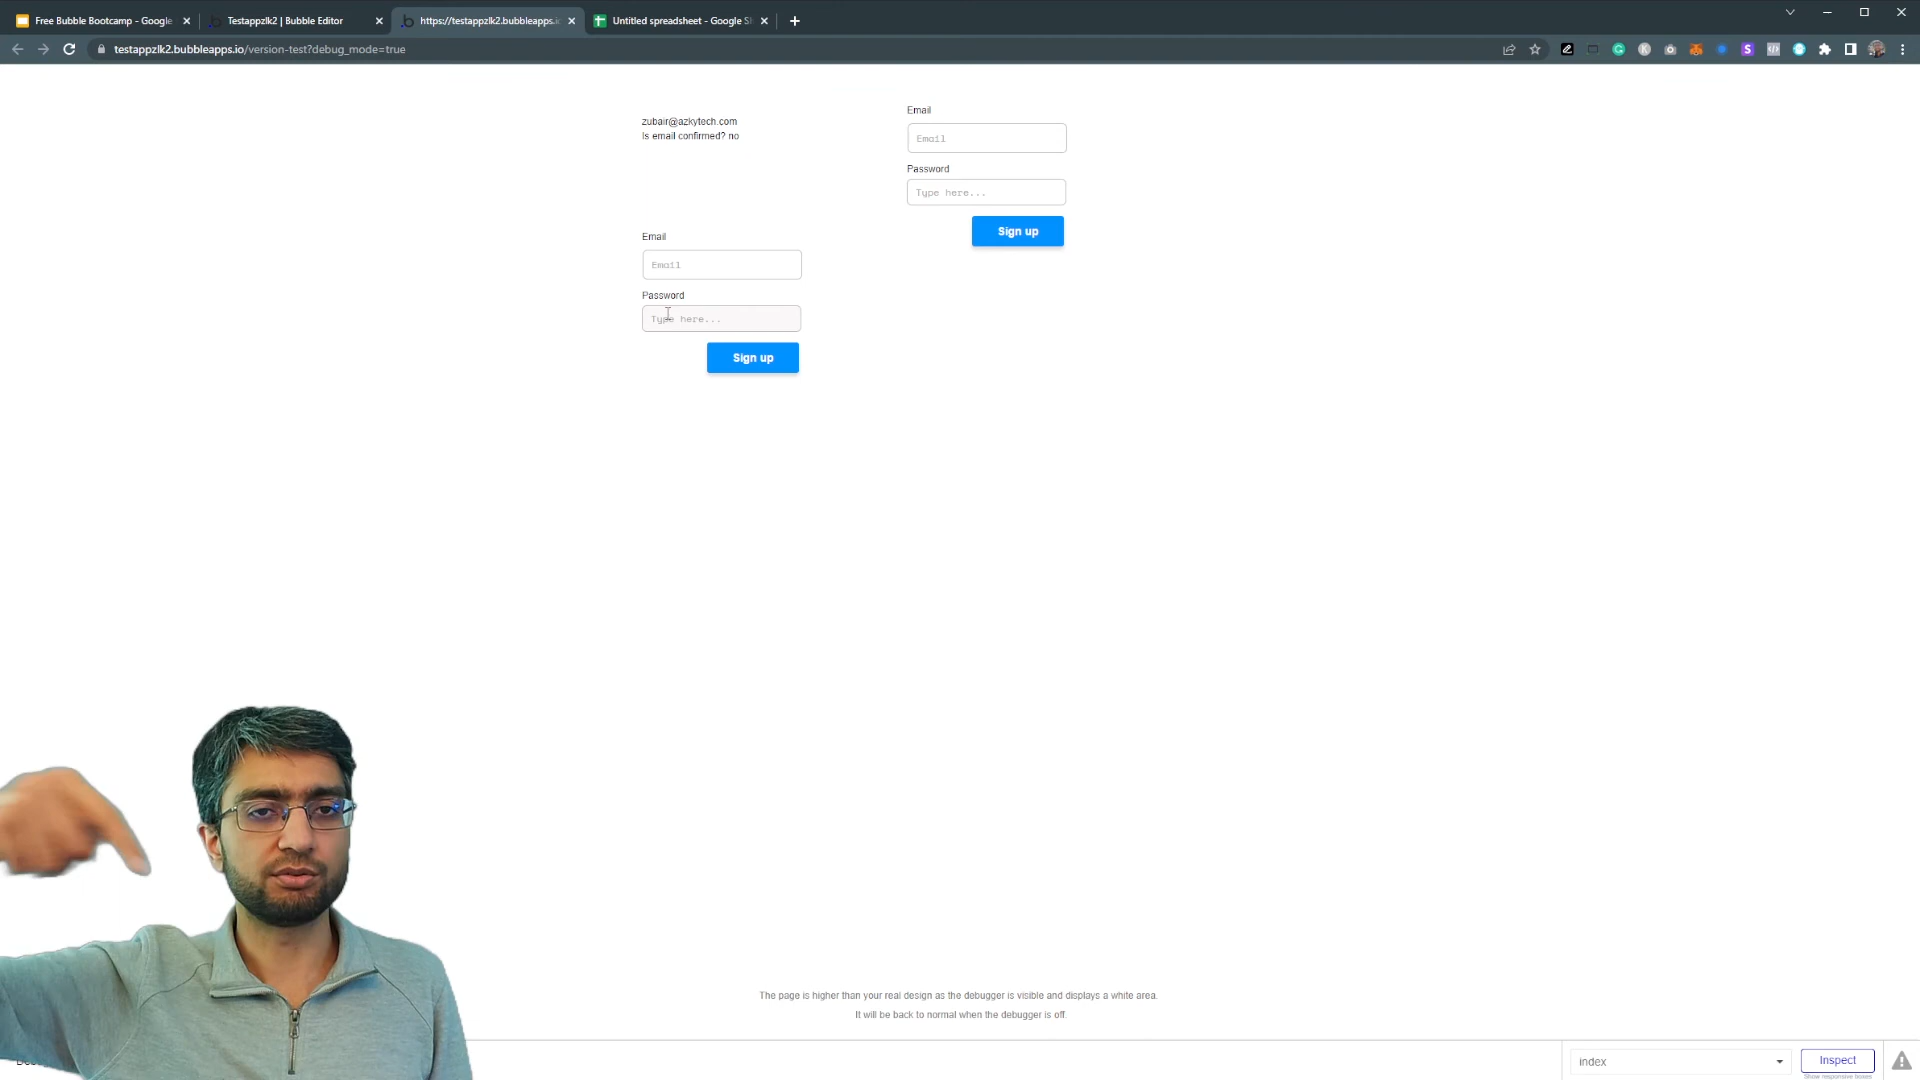 Free Bubble Bootcamp - Google
Testappzlk2 | Bubble Editor
https://testappzlk2.bubbleapps.
Untitled spreadsheet - Google
testappzlk2.bubbleapps.io/version-test?debug_mode=true
zubair@azkytech.com
Is email confirmed? no
Email
Email
Password
Type here...
Sign up
Email
Email
Password
Type here...
Sign up
The page is higher than your real design as the debugger is visible and displays a white area.
It will be back to normal when the debugger is off.
index
Inspect
Show responsive boxes